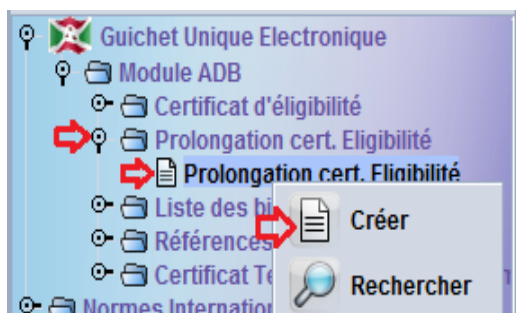 Guichet Unique Electronique
Module ADB
Certificat d'éligibilité
Prolongation cert. Eligibilité
Prolongation cert. Eligibilité
Créer
Liste des
Références
Certificat
Rechercher
Normes